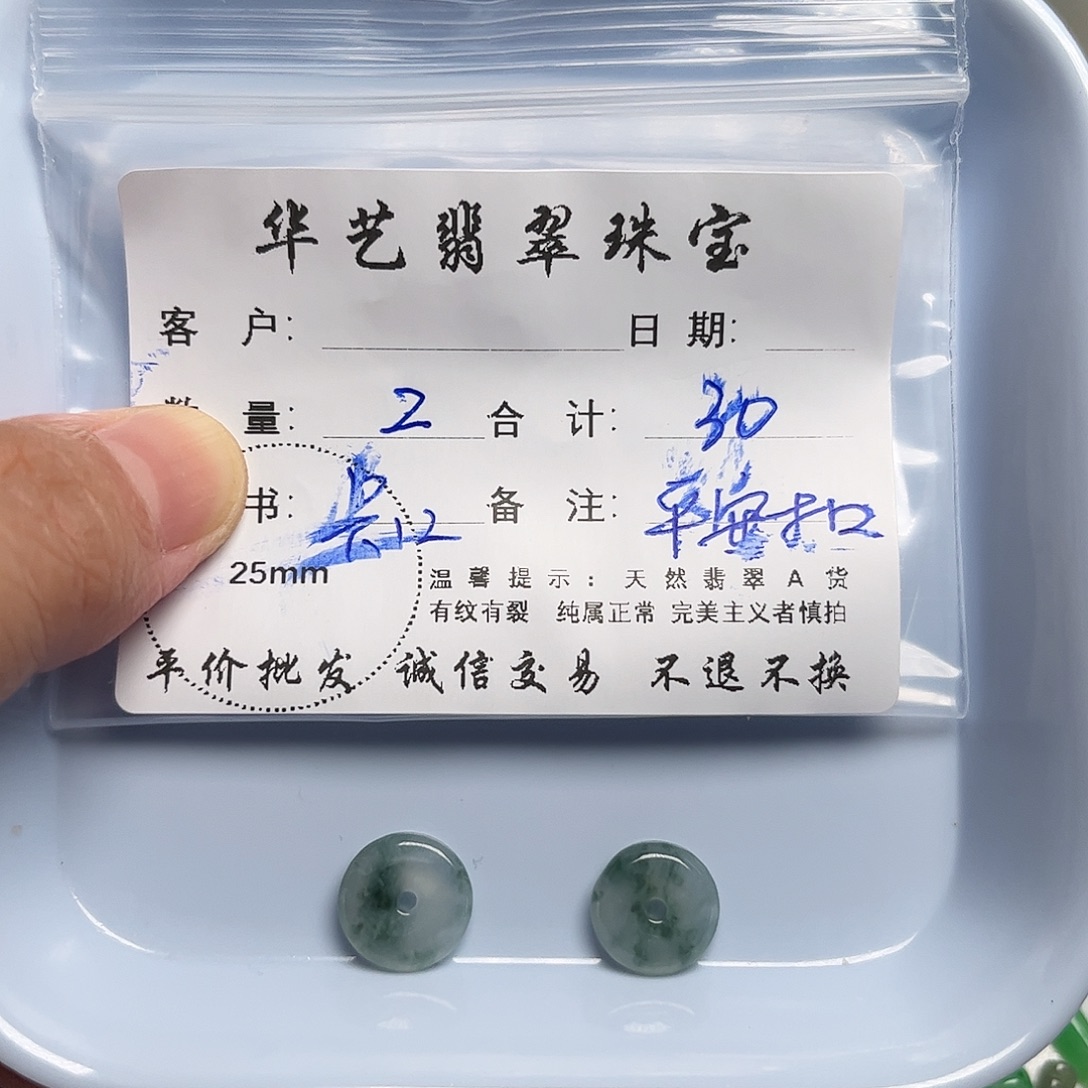 华艺翡翠珠宝
客 户： 日 期：
量： 2 合 计： 30
书： 长12 备 注： 平安扣
25mm
温馨提示：天然翡翠A货
有纹有裂 纯属正常 完美主义者慎拍
平价批发 诚信交易 不退不换